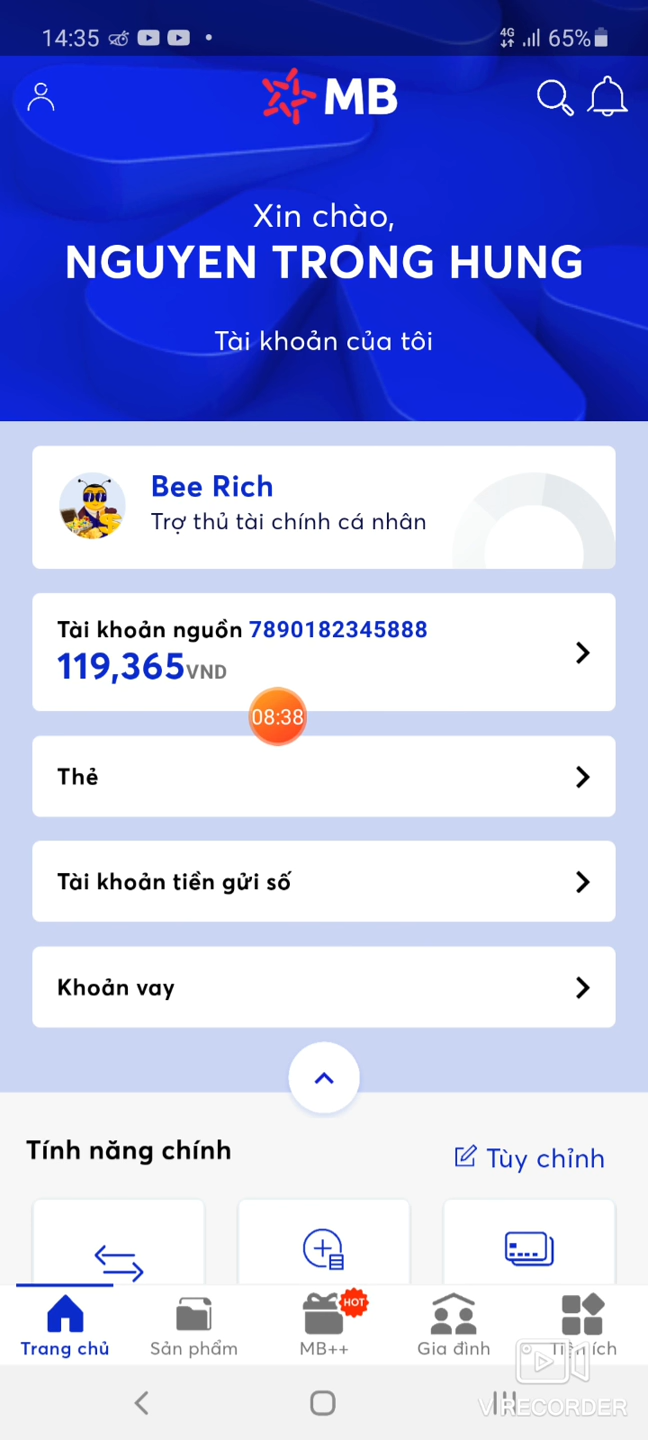 14:35
4G 65%
MB
Xin chào,
NGUYEN TRONG HUNG
Tài khoản của tôi
Bee Rich
Trợ thủ tài chính cá nhân
Tài khoản nguồn 7890182345888
119,365VND
08:38
Thẻ
Tài khoản tiền gửi số
Khoản vay
Tính năng chính
Tùy chỉnh
HOT
Trang chủ
Sản phẩm
MB++
Gia đình
Tiện ích
VIRECORDER